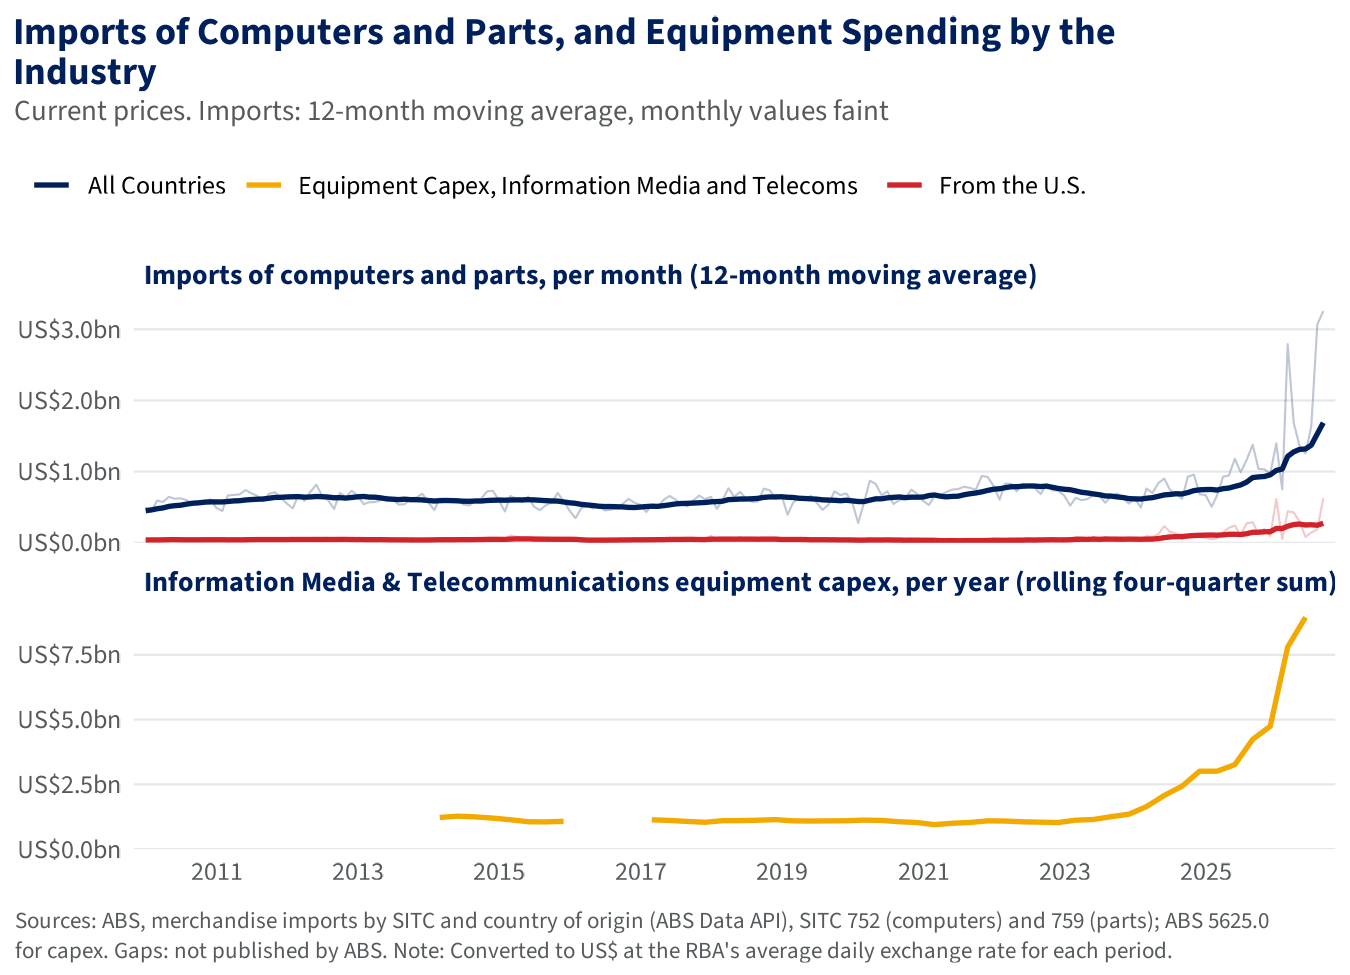 Imports of Computers and Parts, and Equipment Spending by the
Industry
Current prices. Imports: 12-month moving average, monthly values faint
All Countries
Equipment Capex, Information Media and Telecoms
From the U.S.
Imports of computers and parts, per month (12-month moving average)
US$3.0bn
US$2.0bn
US$1.0bn
US$0.0bn
Information Media & Telecommunications equipment capex, per year (rolling four-quarter sum)
US$7.5bn
US$5.0bn
US$2.5bn
US$0.0bn
2011 2013 2015 2017 2019 2021 2023 2025
Sources: ABS, merchandise imports by SITC and country of origin (ABS Data API), SITC 752 (computers) and 759 (parts); ABS 5625.0
for capex. Gaps: not published by ABS. Note: Converted to US$ at the RBA's average daily exchange rate for each period.